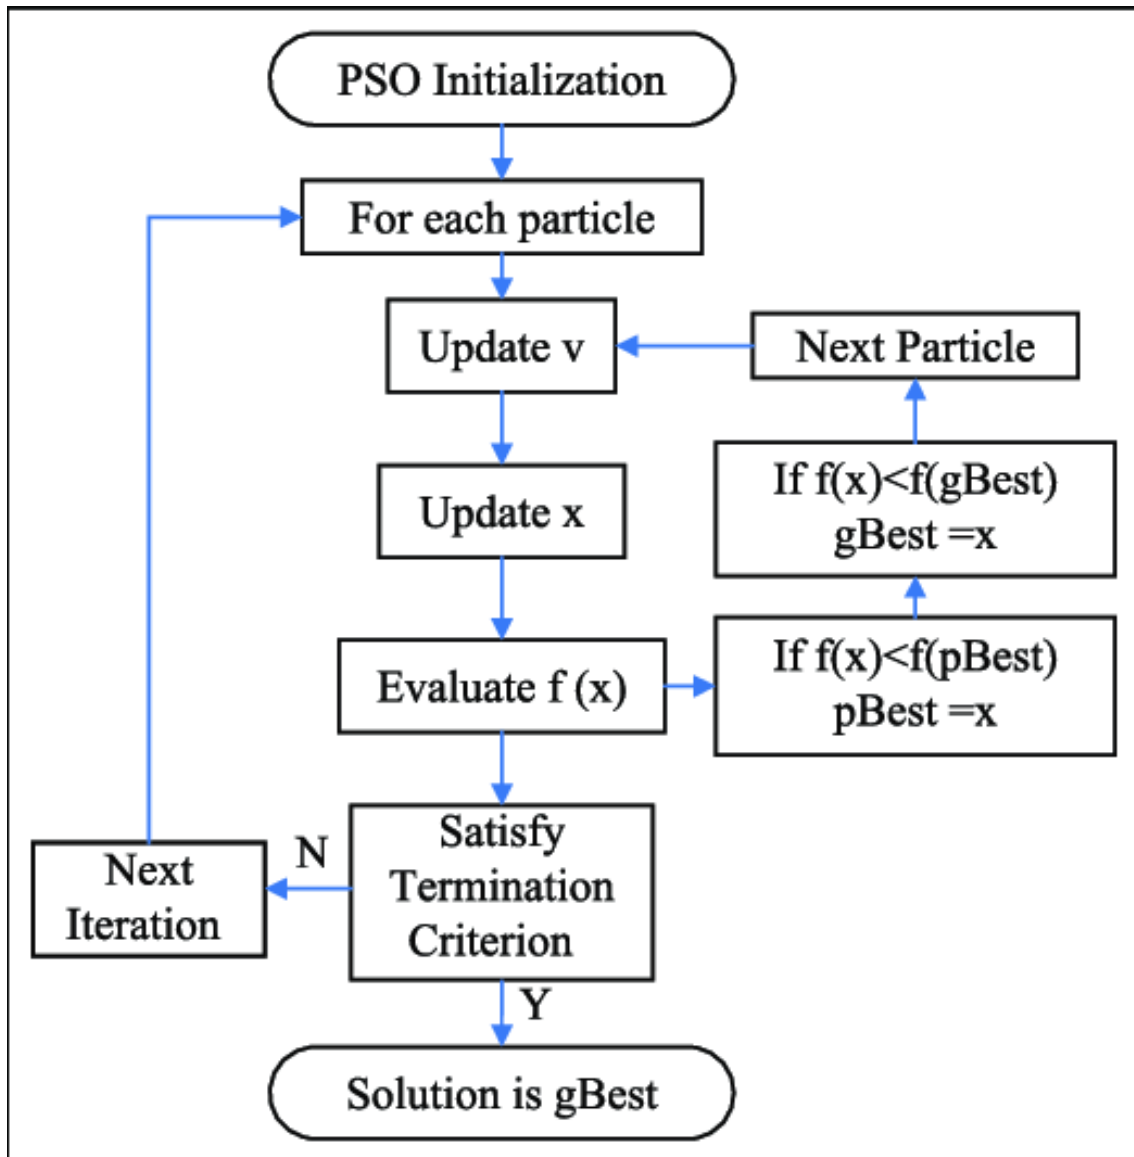 PSO Initialization
For each particle
Update v
Next Particle
If f(x)<f(gBest)
gBest =x
Update x
If f(x)<f(pBest)
pBest =x
Evaluate f (x)
Satisfy
Termination
Criterion
N
Next
Iteration
Y
Solution is gBest